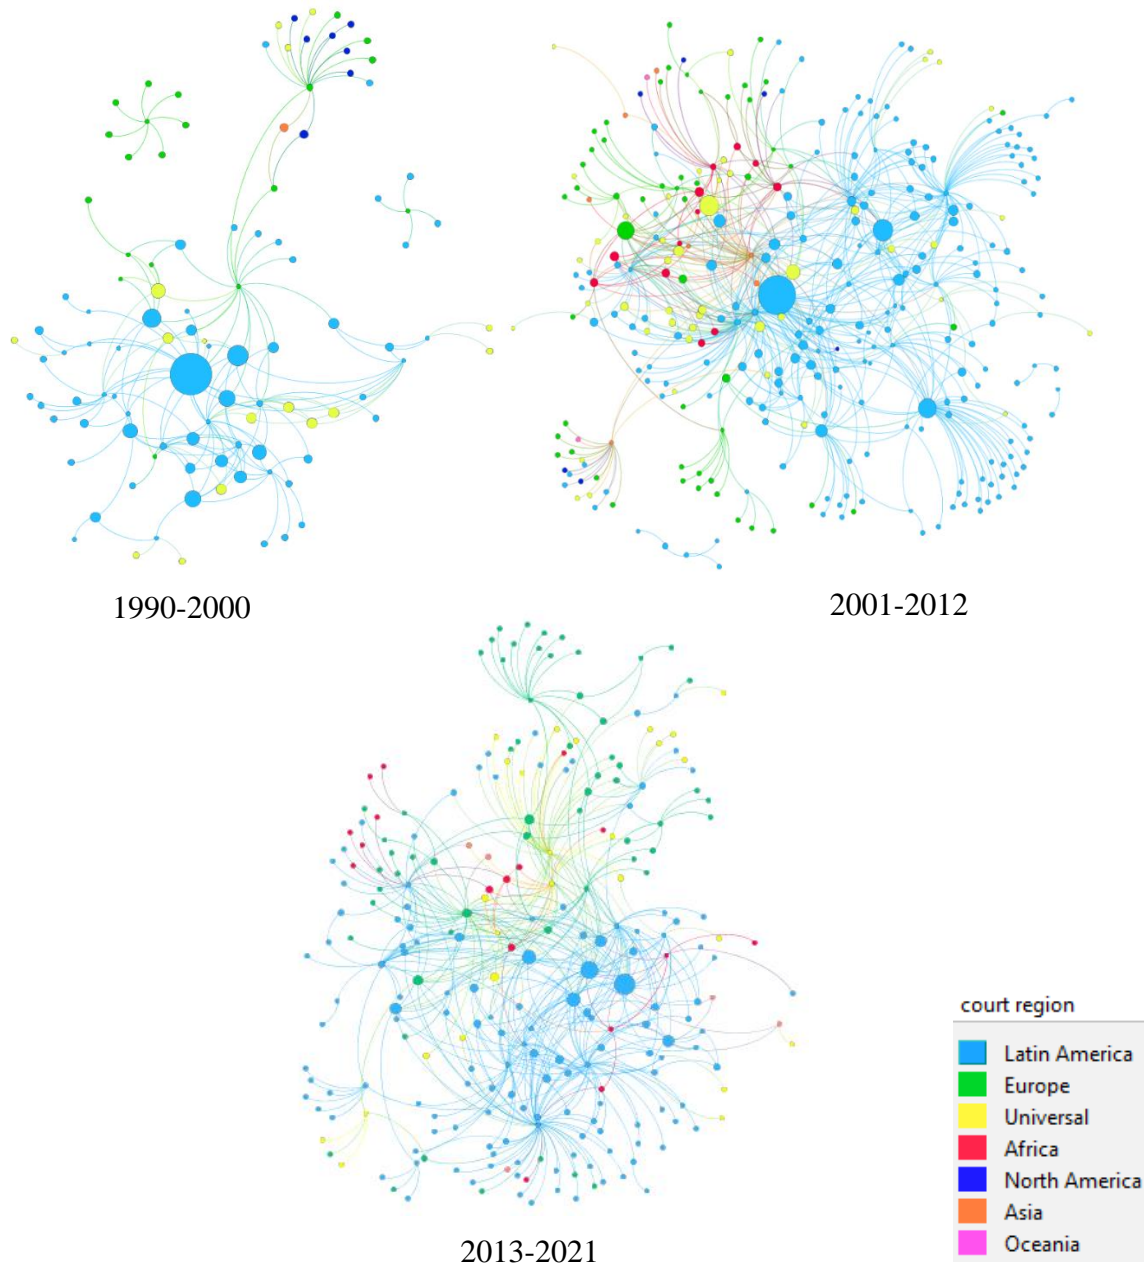 1990-2000
2001-2012
2013-2021
court region
Latin America
Europe
Universal
Africa
North America
Asia
Oceania